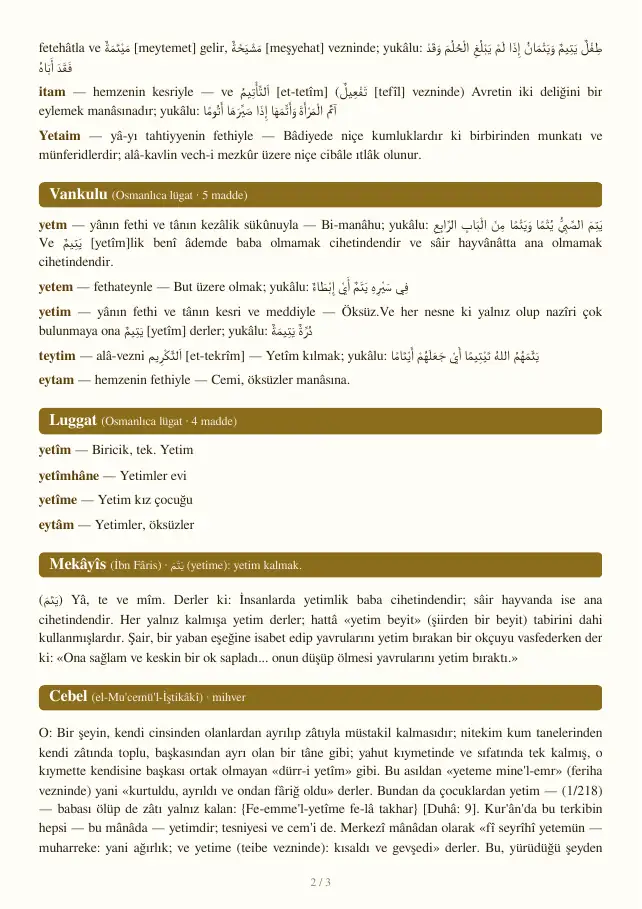 fetehâtla ve مَيْتَمَةٌ [meytemet] gelir, مَشْيَخَةٌ [meşyehat] vezninde; yukâlu: طِفْلٌ يَتِيمٌ وَيَتْمَانُ إِذَا لَمْ يَبْلُغِ الْحُلُمَ وَقَدْ
فَقَدَ أَبَاهُ
itam — hemzenin kesriyle — ve اَلتَّأْتِيمُ [et-tetîm] (تَفْعِيلٌ [tefîl] vezninde) Avretin iki deliğini bir
eylemek manâsınadır; yukâlu: آتَمَ الْمَرْأَةَ وَأَتَّمَهَا إِذَا صَيَّرَهَا أَتُومًا
Yetaim — yâ-yı tahtiyyenin fethiyle — Bâdiyede niçe kumluklardır ki birbirinden munkatı ve
münferidlerdir; alâ-kavlin vech-i mezkûr üzere niçe cibâle ıtlâk olunur.
Vankulu (Osmanlıca lügat · 5 madde)
yetm — yânın fethi ve tânın kezâlik sükûnuyla — Bi-manâhu; yukâlu: يَتِمَ الصَّبِيُّ يُتْمًا وَيَتْمًا مِنَ الْبَابِ الرَّابِعِ
Ve يَتِيمٌ [yetîm]lik benî âdemde baba olmamak cihetindendir ve sâir hayvânâtta ana olmamak
cihetindendir.
yetem — fethateynle — But üzere olmak; yukâlu: فِي سَيْرِهِ يَتَمٌ أَيْ إِبْطَاءٌ
yetim — yânın fethi ve tânın kesri ve meddiyle — Öksüz.Ve her nesne ki yalnız olup nazîri çok
bulunmaya ona يَتِيمٌ [yetîm] derler; yukâlu: دُرَّةٌ يَتِيمَةٌ
teytim — alâ-vezni اَلتَّكْرِيم [et-tekrîm] — Yetîm kılmak; yukâlu: يَتَّمَهُمُ اللهُ تَيْتِيمًا أَيْ جَعَلَهُمْ أَيْتَامًا
eytam — hemzenin fethiyle — Cemi, öksüzler manâsına.
Luggat (Osmanlıca lügat · 4 madde)
yetîm — Biricik, tek. Yetim
yetîmhâne — Yetimler evi
yetîme — Yetim kız çocuğu
eytâm — Yetimler, öksüzler
Mekâyîs (İbn Fâris) · يَتَمَ (yetime): yetim kalmak.
(يَتَمَ) Yâ, te ve mîm. Derler ki: İnsanlarda yetimlik baba cihetindendir; sâir hayvanda ise ana
cihetindendir. Her yalnız kalmışa yetim derler; hattâ «yetim beyit» (şiirden bir beyit) tabirini dahi
kullanmışlardır. Şair, bir yaban eşeğine isabet edip yavrularını yetim bırakan bir okçuyu vasfederken der
ki: «Ona sağlam ve keskin bir ok sapladı... onun düşüp ölmesi yavrularını yetim bıraktı.»
Cebel (el-Mu'cemü'l-İştikâkî) · mihver
O: Bir şeyin, kendi cinsinden olanlardan ayrılıp zâtıyla müstakil kalmasıdır; nitekim kum tanelerinden
kendi zâtında toplu, başkasından ayrı olan bir tâne gibi; yahut kıymetinde ve sıfatında tek kalmış, o
kıymette kendisine başkası ortak olmayan «dürr-i yetîm» gibi. Bu asıldan «yeteme mine'l-emr» (feriha
vezninde) yani «kurtuldu, ayrıldı ve ondan fâriğ oldu» derler. Bundan da çocuklardan yetim — (1/218)
— babası ölüp de zâtı yalnız kalan: {Fe-emme'l-yetîme fe-lâ takhar} [Duhâ: 9]. Kur'ân'da bu terkibin
hepsi — bu mânâda — yetimdir; tesniyesi ve cem'i de. Merkezî mânadan olarak «fî seyrîhî yetemün —
muharreke: yani ağırlık; ve yetime (teibe vezninde): kısaldı ve gevşedi» derler. Bu, yürüdüğü şeyden
2 / 3